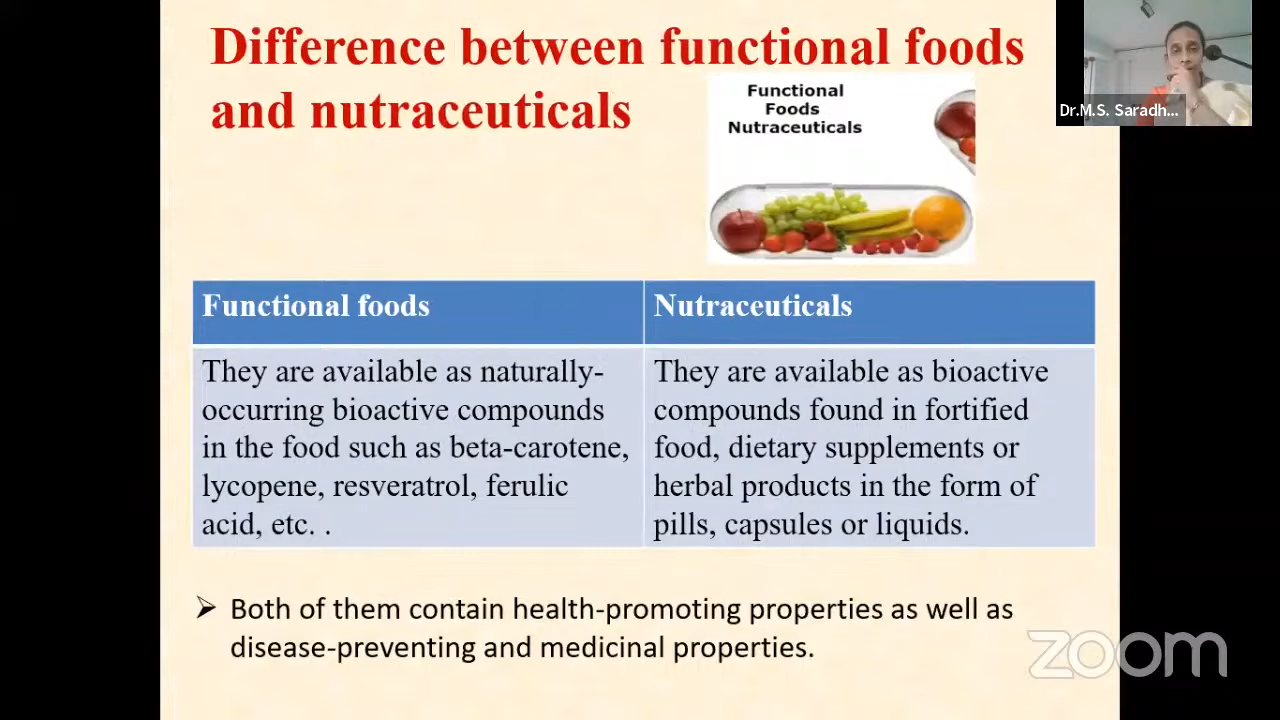 Difference between functional foods
and nutraceuticals
Functional
Foods
Nutraceuticals
Dr.M.S. Saradh...
Functional foods
Nutraceuticals
They are available as naturally-
occurring bioactive compounds
in the food such as beta-carotene,
lycopene, resveratrol, ferulic
acid, etc. .
They are available as bioactive
compounds found in fortified
food, dietary supplements or
herbal products in the form of
pills, capsules or liquids.
➢ Both of them contain health-promoting properties as well as
disease-preventing and medicinal properties.
zoom